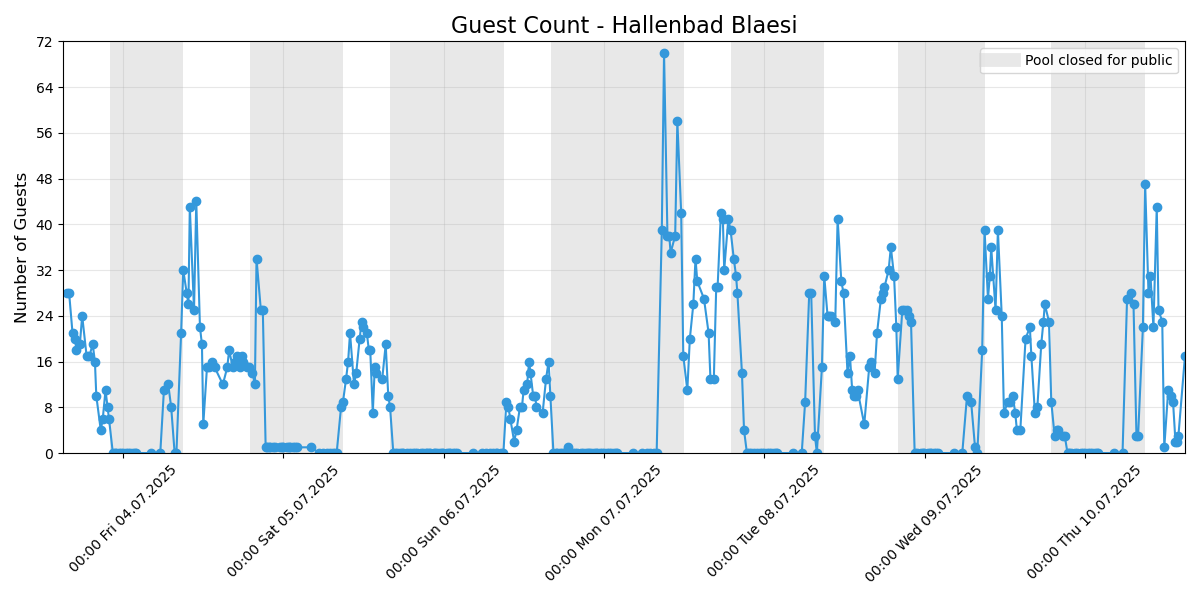 Guest Count - Hallenbad Blaesi
Pool closed for public
Number of Guests
72
64
56
48
40
32
24
16
8
0
00:00 Fri 04.07.2025
00:00 Sat 05.07.2025
00:00 Sun 06.07.2025
00:00 Mon 07.07.2025
00:00 Tue 08.07.2025
00:00 Wed 09.07.2025
00:00 Thu 10.07.2025